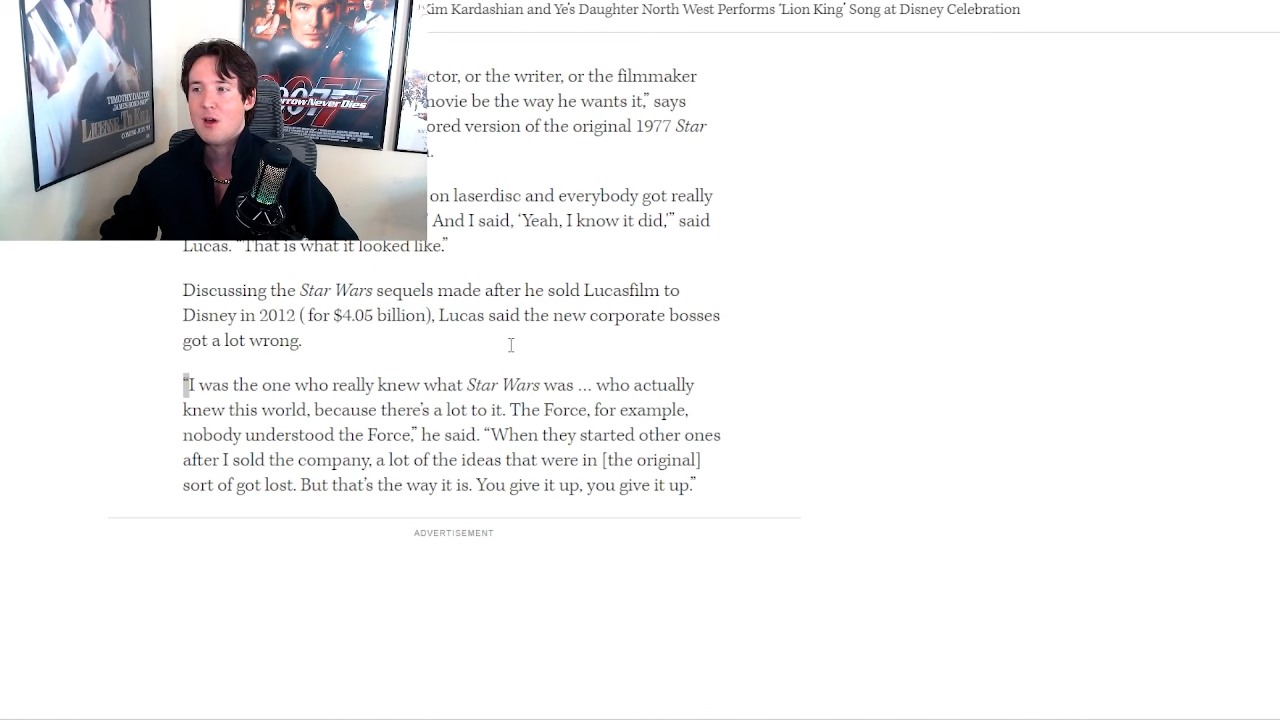 Kim Kardashian and Ye's Daughter North West Performes 'Lion King' Song at Disney Celebration
TIMOTHY DALTON
LICENSE TO KILL
007
Tomorrow Never Dies
or the writer, or the filmmaker
movie be the way he wants it,” says
version of the original 1977 Star
on laserdisc and everybody got really
And I said, ‘Yeah, I know it did,’” said
Lucas. “That is what it looked like.”
Discussing the Star Wars sequels made after he sold Lucasfilm to
Disney in 2012 ( for $4.05 billion), Lucas said the new corporate bosses
got a lot wrong.
“I was the one who really knew what Star Wars was … who actually
knew this world, because there’s a lot to it. The Force, for example,
nobody understood the Force,” he said. “When they started other ones
after I sold the company, a lot of the ideas that were in [the original]
sort of got lost. But that’s the way it is. You give it up, you give it up.”
ADVERTISEMENT